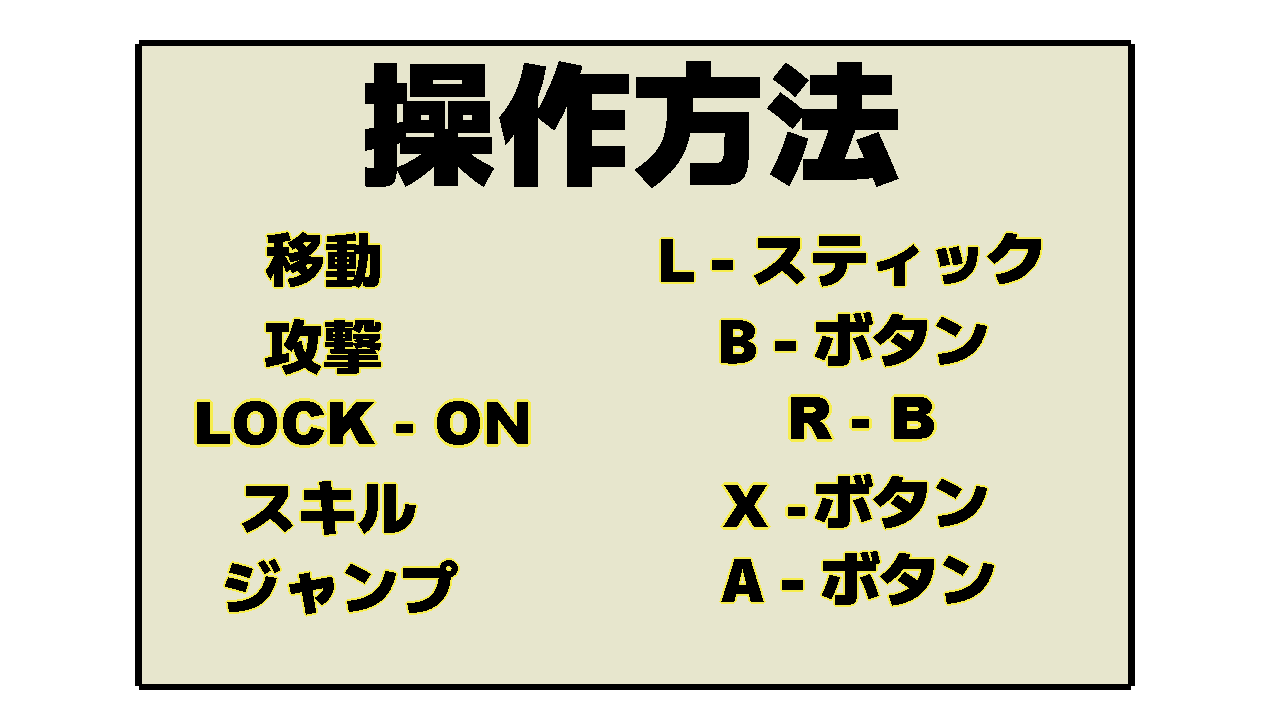 操作方法
移動 L - スティック
攻撃 B - ボタン
LOCK - ON R - B
スキル X -ボタン
ジャンプ A - ボタン